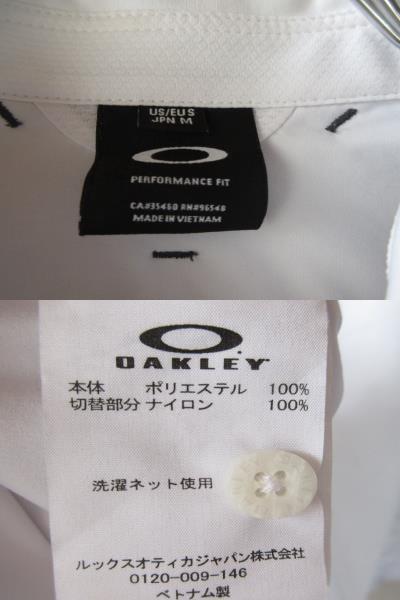 US/EU S
JPN M
PERFORMANCE FIT
CA#35460 RN#96548
MADE IN VIETNAM
OAKLEY
本体 ポリエステル 100%
切替部分 ナイロン 100%
洗濯ネット使用
ルックスオティカジャパン株式会社
0120-009-146
ベトナム製